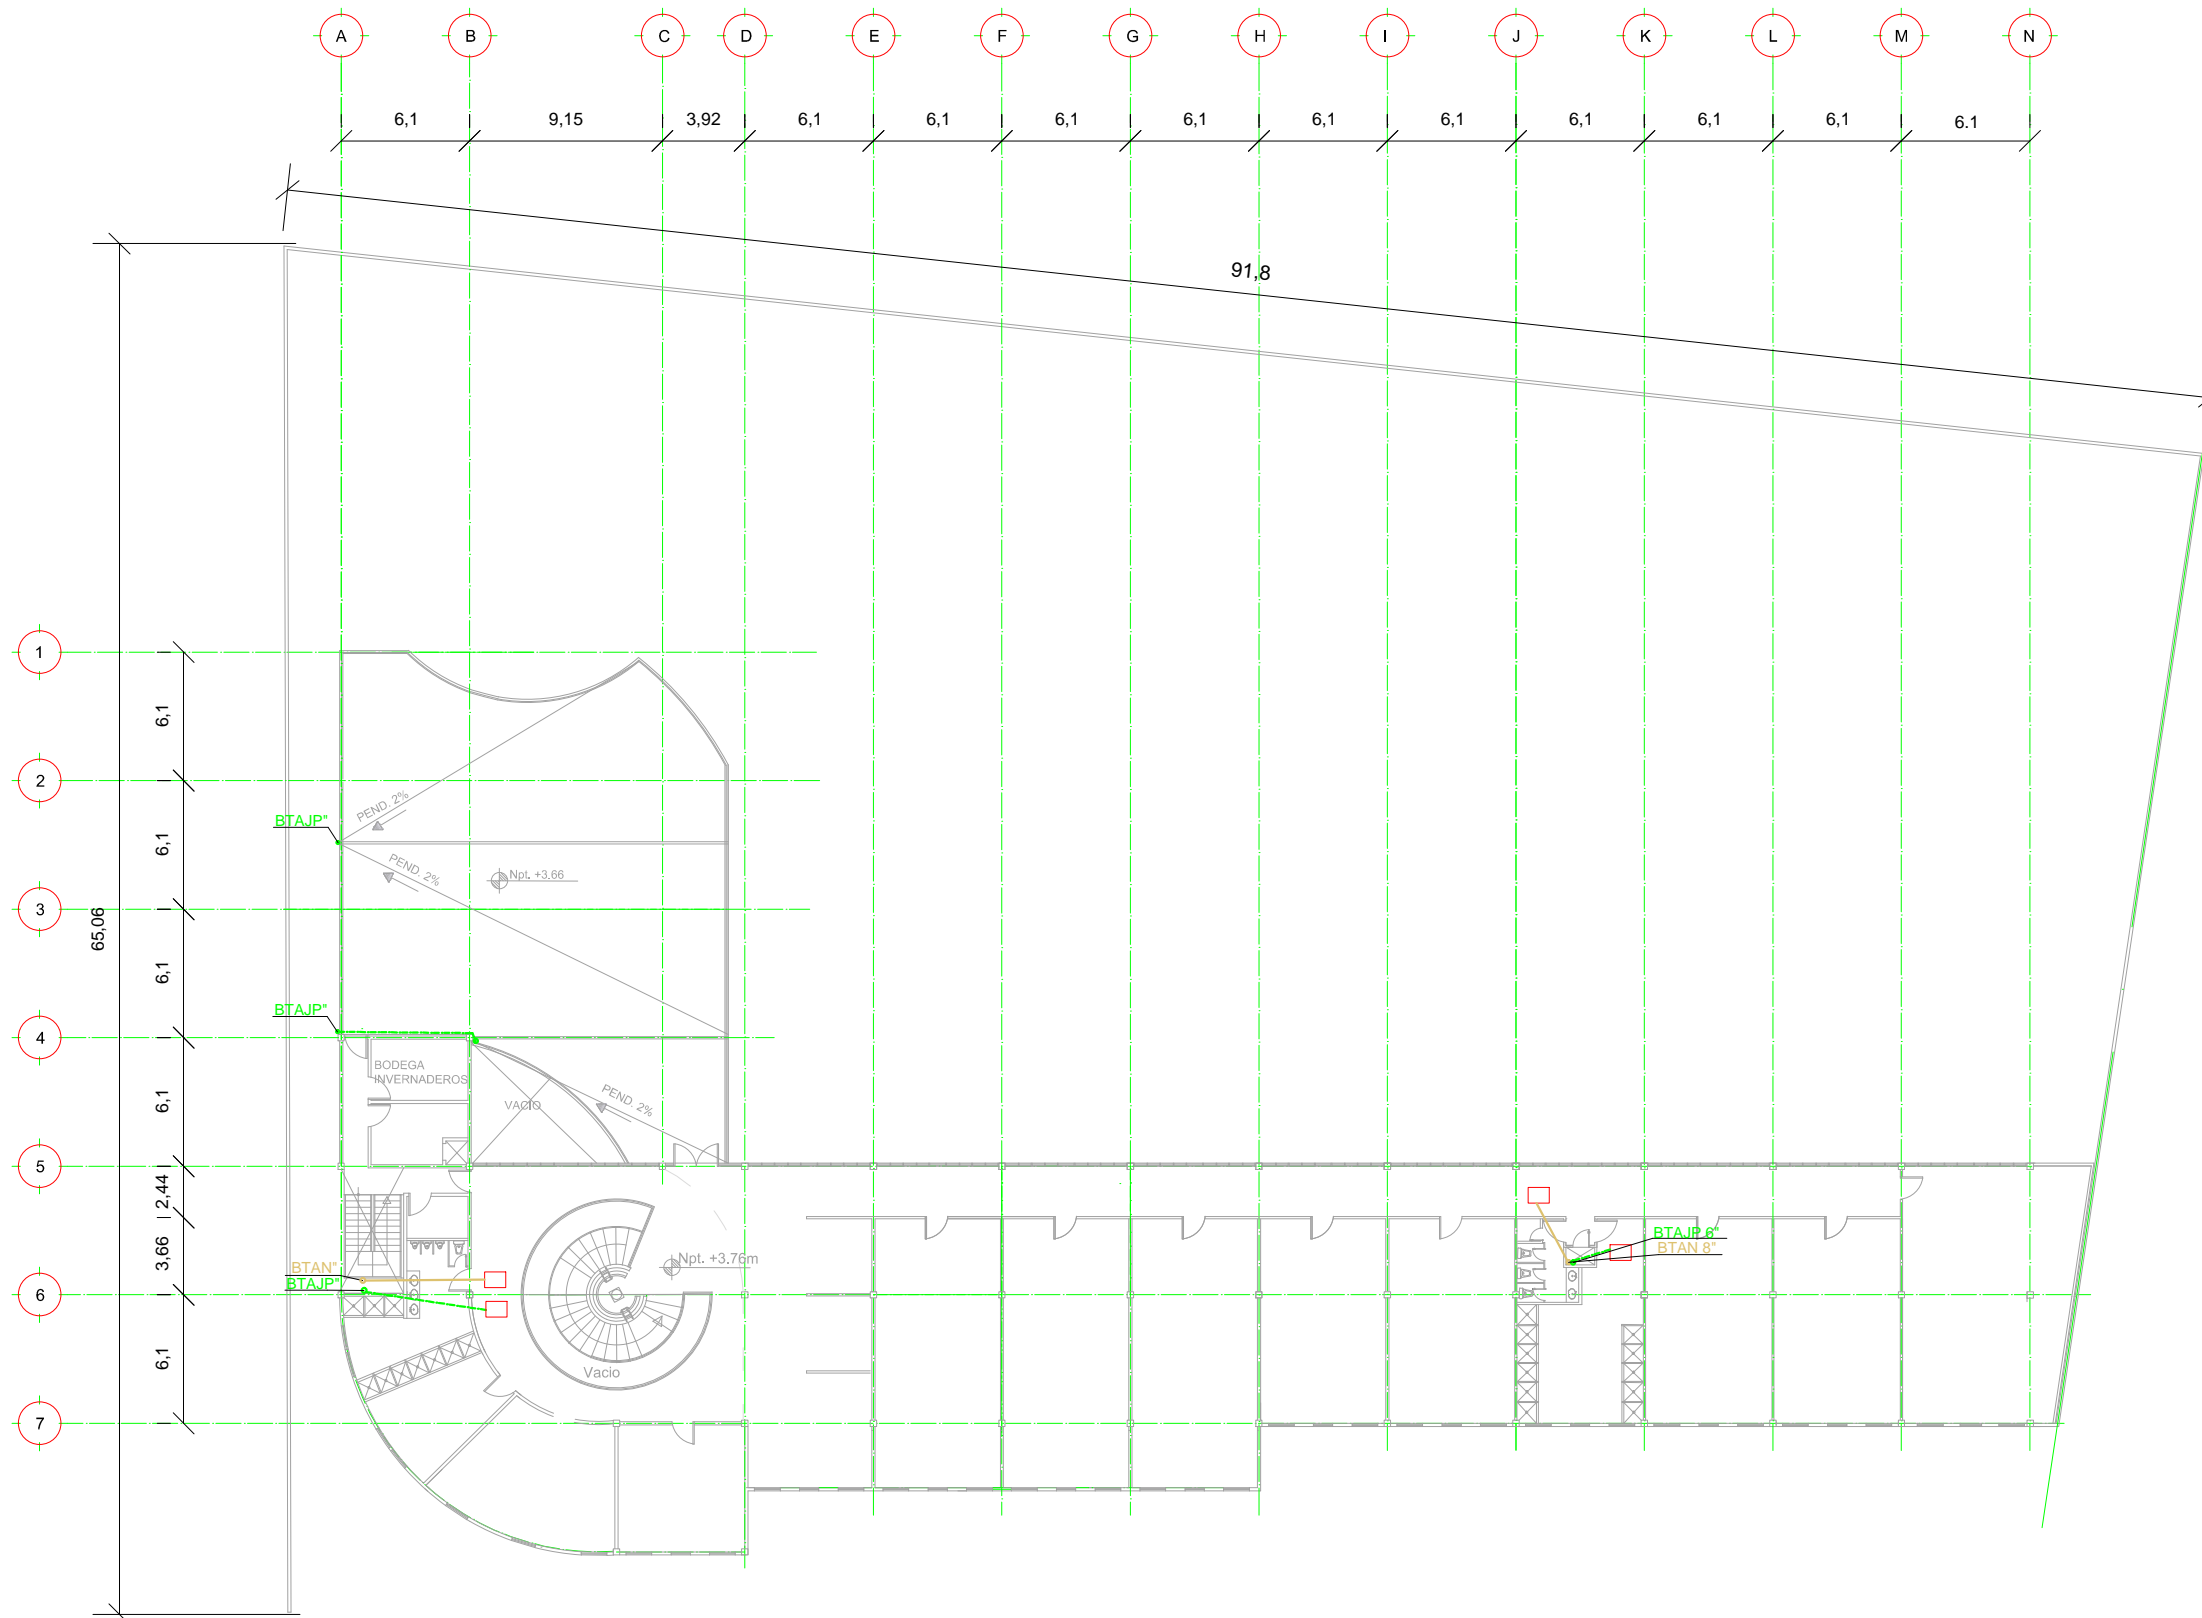 A B C D E F G H I J K L M N
6,1 9,15 3,92 6,1 6,1 6,1 6,1 6,1 6,1 6,1 6,1 6,1 6.1
91,8
65,06
1
6,1
2
PEND. 2%
BTAJP"
6,1
PEND. 2%
Npt. +3.66
3
6,1
BTAJP"
4
BODEGA
INVERNADEROS
6,1
VACIO
PEND. 2%
5
2,44
3,66
BTAJP 6"
BTAN 8"
Npt. +3,76m
BTAN"
BTAJP"
6
6,1
Vacio
7